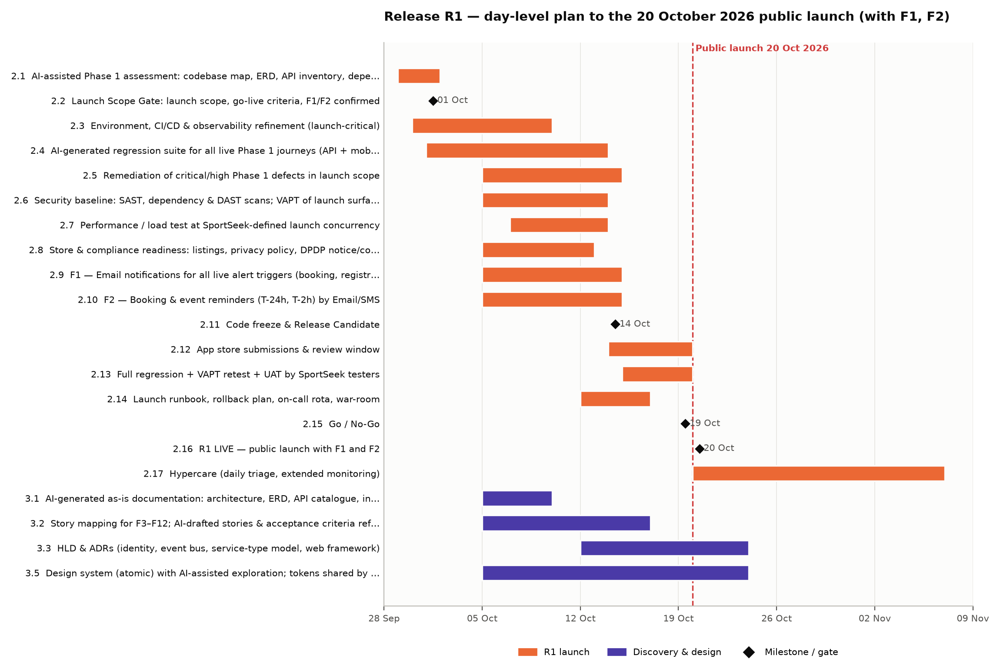 Release R1 — day-level plan to the 20 October 2026 public launch (with F1, F2)
Public launch 20 Oct 2026
2.1 AI-assisted Phase 1 assessment: codebase map, ERD, API inventory, depe…
2.2 Launch Scope Gate: launch scope, go-live criteria, F1/F2 confirmed
01 Oct
2.3 Environment, CI/CD & observability refinement (launch-critical)
2.4 AI-generated regression suite for all live Phase 1 journeys (API + mob…
2.5 Remediation of critical/high Phase 1 defects in launch scope
2.6 Security baseline: SAST, dependency & DAST scans; VAPT of launch surfa…
2.7 Performance / load test at SportSeek-defined launch concurrency
2.8 Store & compliance readiness: listings, privacy policy, DPDP notice/co…
2.9 F1 — Email notifications for all live alert triggers (booking, registr…
2.10 F2 — Booking & event reminders (T-24h, T-2h) by Email/SMS
2.11 Code freeze & Release Candidate
14 Oct
2.12 App store submissions & review window
2.13 Full regression + VAPT retest + UAT by SportSeek testers
2.14 Launch runbook, rollback plan, on-call rota, war-room
2.15 Go / No-Go
19 Oct
2.16 R1 LIVE — public launch with F1 and F2
20 Oct
2.17 Hypercare (daily triage, extended monitoring)
3.1 AI-generated as-is documentation: architecture, ERD, API catalogue, in…
3.2 Story mapping for F3–F12; AI-drafted stories & acceptance criteria ref…
3.3 HLD & ADRs (identity, event bus, service-type model, web framework)
3.5 Design system (atomic) with AI-assisted exploration; tokens shared by …
28 Sep
05 Oct
12 Oct
19 Oct
26 Oct
02 Nov
09 Nov
R1 launch
Discovery & design
Milestone / gate